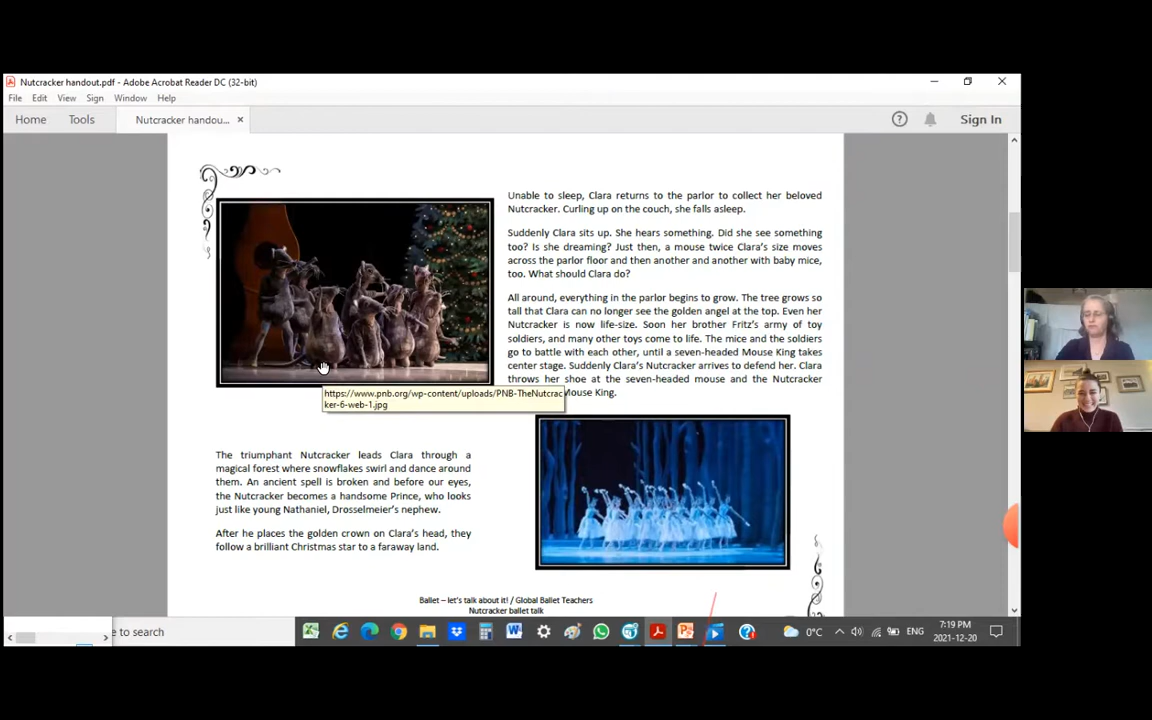 Nutcracker handout.pdf - Adobe Acrobat Reader DC (32-bit)
File Edit View Sign Window Help
Home Tools Nutcracker handou... × Sign In
Unable to sleep, Clara returns to the parlor to collect her beloved
Nutcracker. Curling up on the couch, she falls asleep.
Suddenly Clara sits up. She hears something. Did she see something
too? Is she dreaming? Just then, a mouse twice Clara's size moves
across the parlor floor and then another and another with baby mice,
too. What should Clara do?
All around, everything in the parlor begins to grow. The tree grows so
tall that Clara can no longer see the golden angel at the top. Even her
Nutcracker is now life-size. Soon her brother Fritz's army of toy
soldiers, and many other toys come to life. The mice and the soldiers
go to battle with each other, until a seven-headed Mouse King takes
center stage. Suddenly Clara's Nutcracker arrives to defend her. Clara
throws her shoe at the seven-headed mouse and the Nutcracker
Mouse King.
https://www.pnb.org/wp-content/uploads/PNB-TheNutcrac
ker-6-web-1.jpg
The triumphant Nutcracker leads Clara through a
magical forest where snowflakes swirl and dance around
them. An ancient spell is broken and before our eyes,
the Nutcracker becomes a handsome Prince, who looks
just like young Nathaniel, Drosselmeier's nephew.
After he places the golden crown on Clara's head, they
follow a brilliant Christmas star to a faraway land.
Ballet – let's talk about it! / Global Ballet Teachers
Nutcracker ballet talk
e to search
0°C
ENG
7:19 PM
2021-12-20